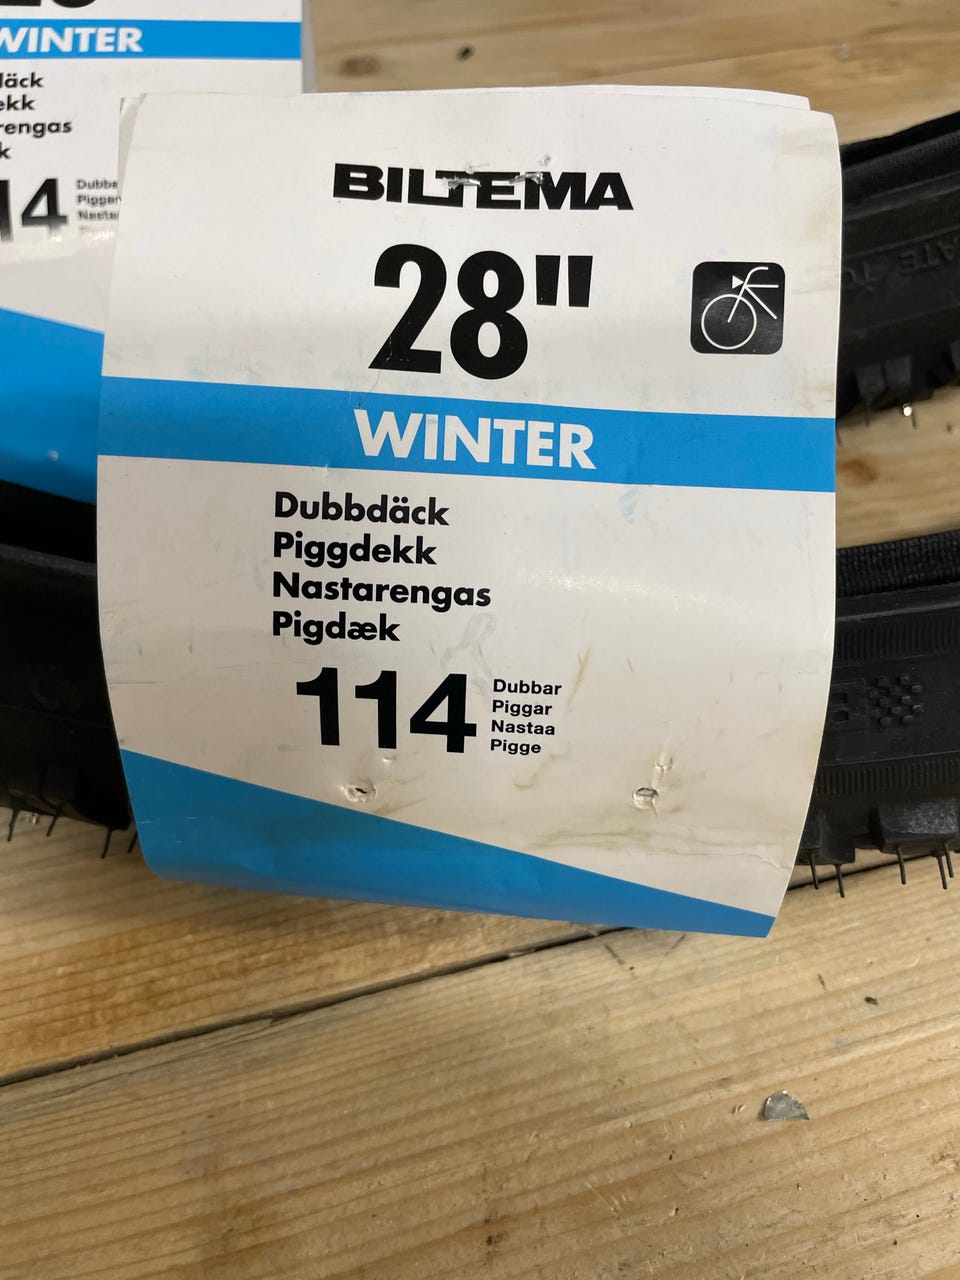 WINTER
BILTEMA
28"
WINTER
Dubbdäck
Piggdekk
Nastarengas
Pigdæk
114
Dubbar
Piggar
Nastaa
Pigge